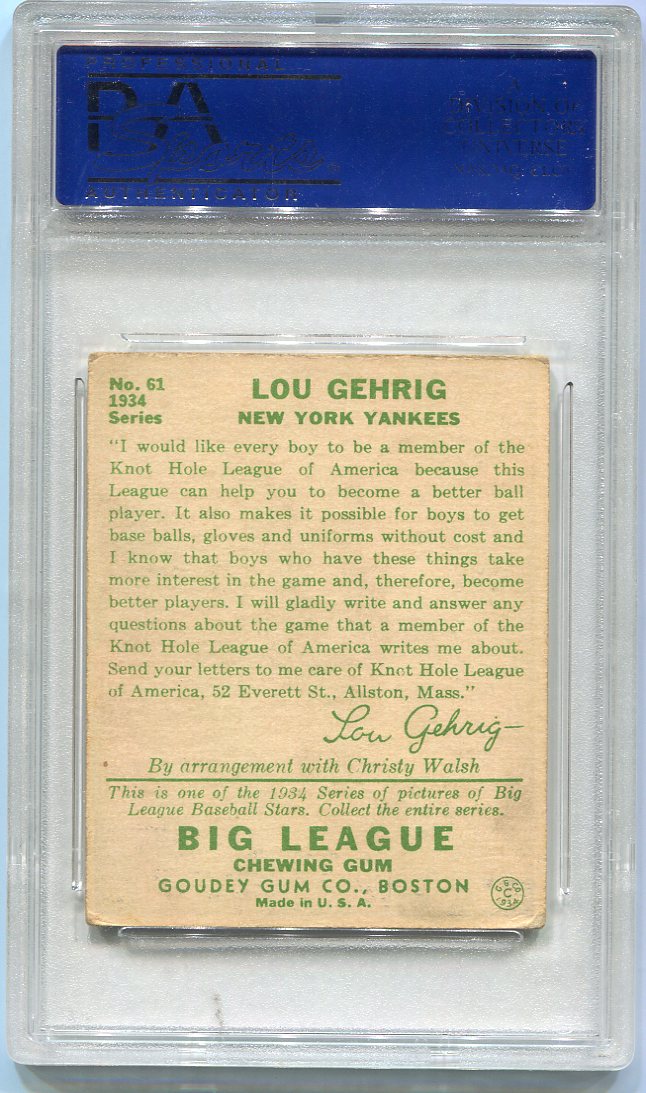 PROFESSIONAL
PSA
Sports
AUTHENTICATOR
A
DIVISION OF
COLLECTORS
UNIVERSE
No. 61
1934
Series
LOU GEHRIG
NEW YORK YANKEES
"I would like every boy to be a member of the
Knot Hole League of America because this
League can help you to become a better ball
player. It also makes it possible for boys to get
base balls, gloves and uniforms without cost and
I know that boys who have these things take
more interest in the game and, therefore, become
better players. I will gladly write and answer any
questions about the game that a member of the
Knot Hole League of America writes me about.
Send your letters to me care of Knot Hole League
of America, 52 Everett St., Allston, Mass."
Lou Gehrig
By arrangement with Christy Walsh
This is one of the 1934 Series of pictures of Big
League Baseball Stars. Collect the entire series.
BIG LEAGUE
CHEWING GUM
GOUDEY GUM CO., BOSTON
Made in U. S. A.
C
1934